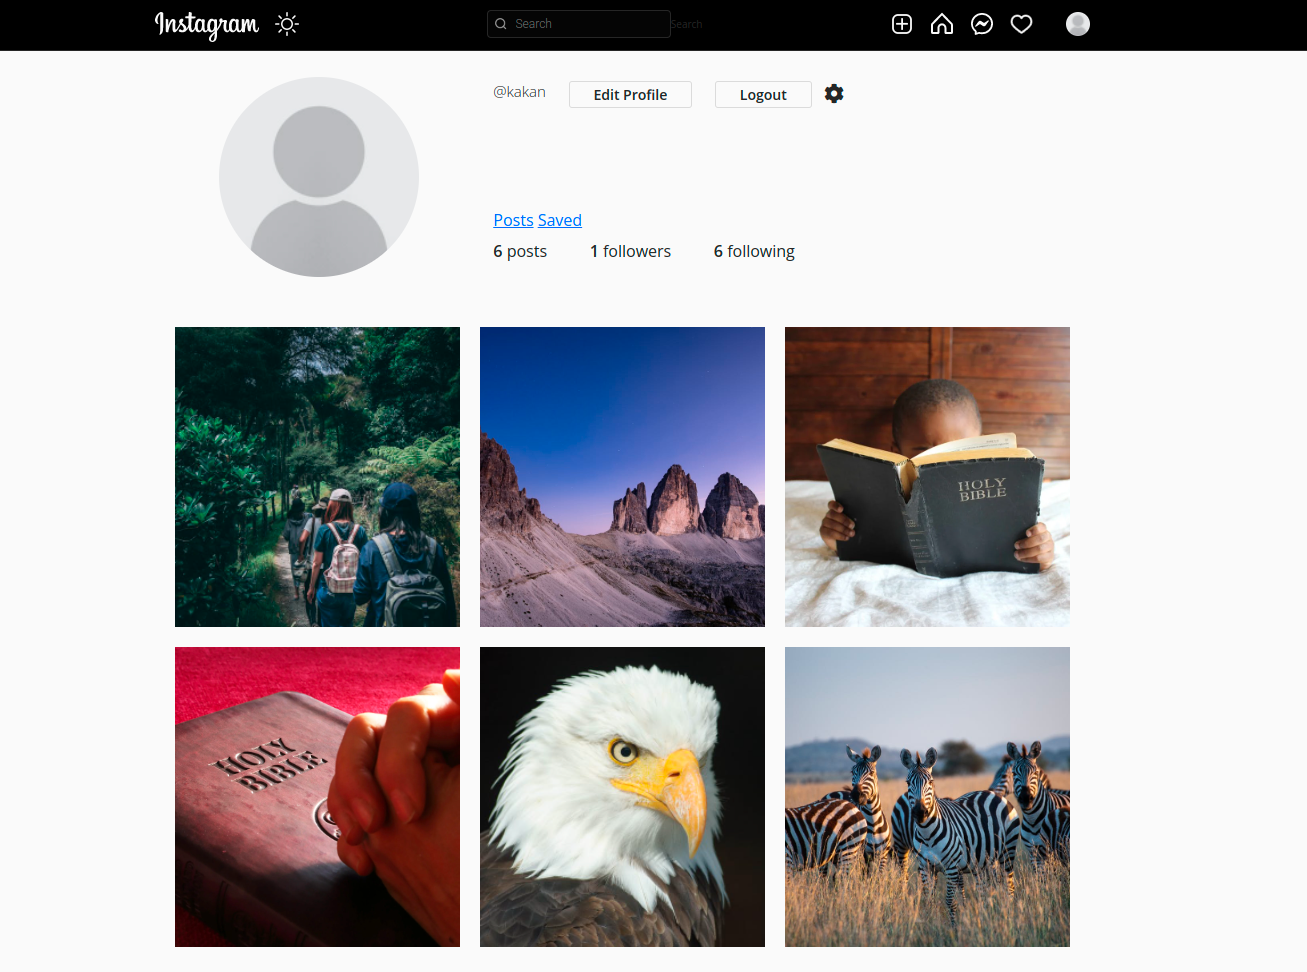 Instagram
Search
Search
@kakan
Edit Profile
Logout
Posts Saved
6 posts
1 followers
6 following
HOLY
BIBLE
HOLY
BIBLE